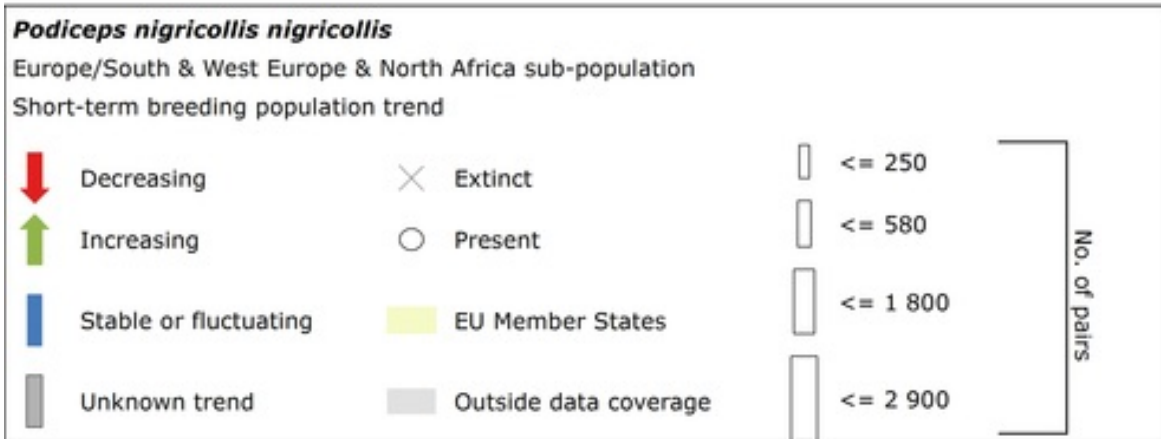 Podiceps nigricollis nigricollis
Europe/South & West Europe & North Africa sub-population
Short-term breeding population trend
Decreasing
Extinct
<= 250
Increasing
Present
<= 580
Stable or fluctuating
EU Member States
<= 1 800
Unknown trend
Outside data coverage
<= 2 900
No. of pairs